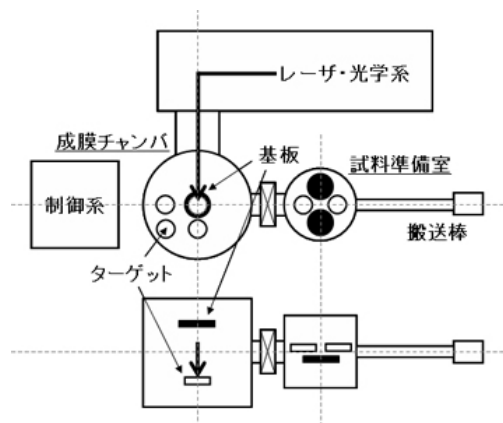 レーザ・光学系
成膜チャンバ
基板
試料準備室
制御系
搬送棒
ターゲット